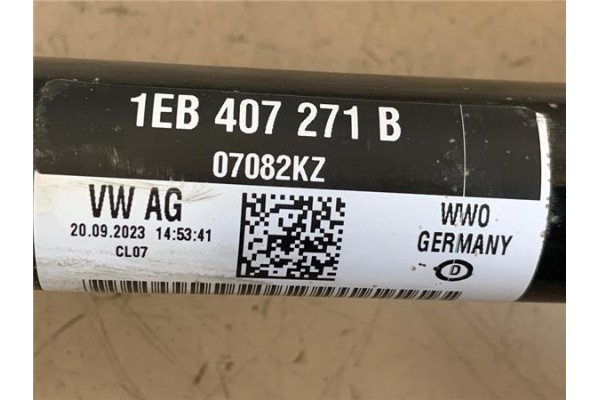 1EB 407 271 B
07082KZ
VW AG
20.09.2023 14:53:41
CL07
WWO
GERMANY
D